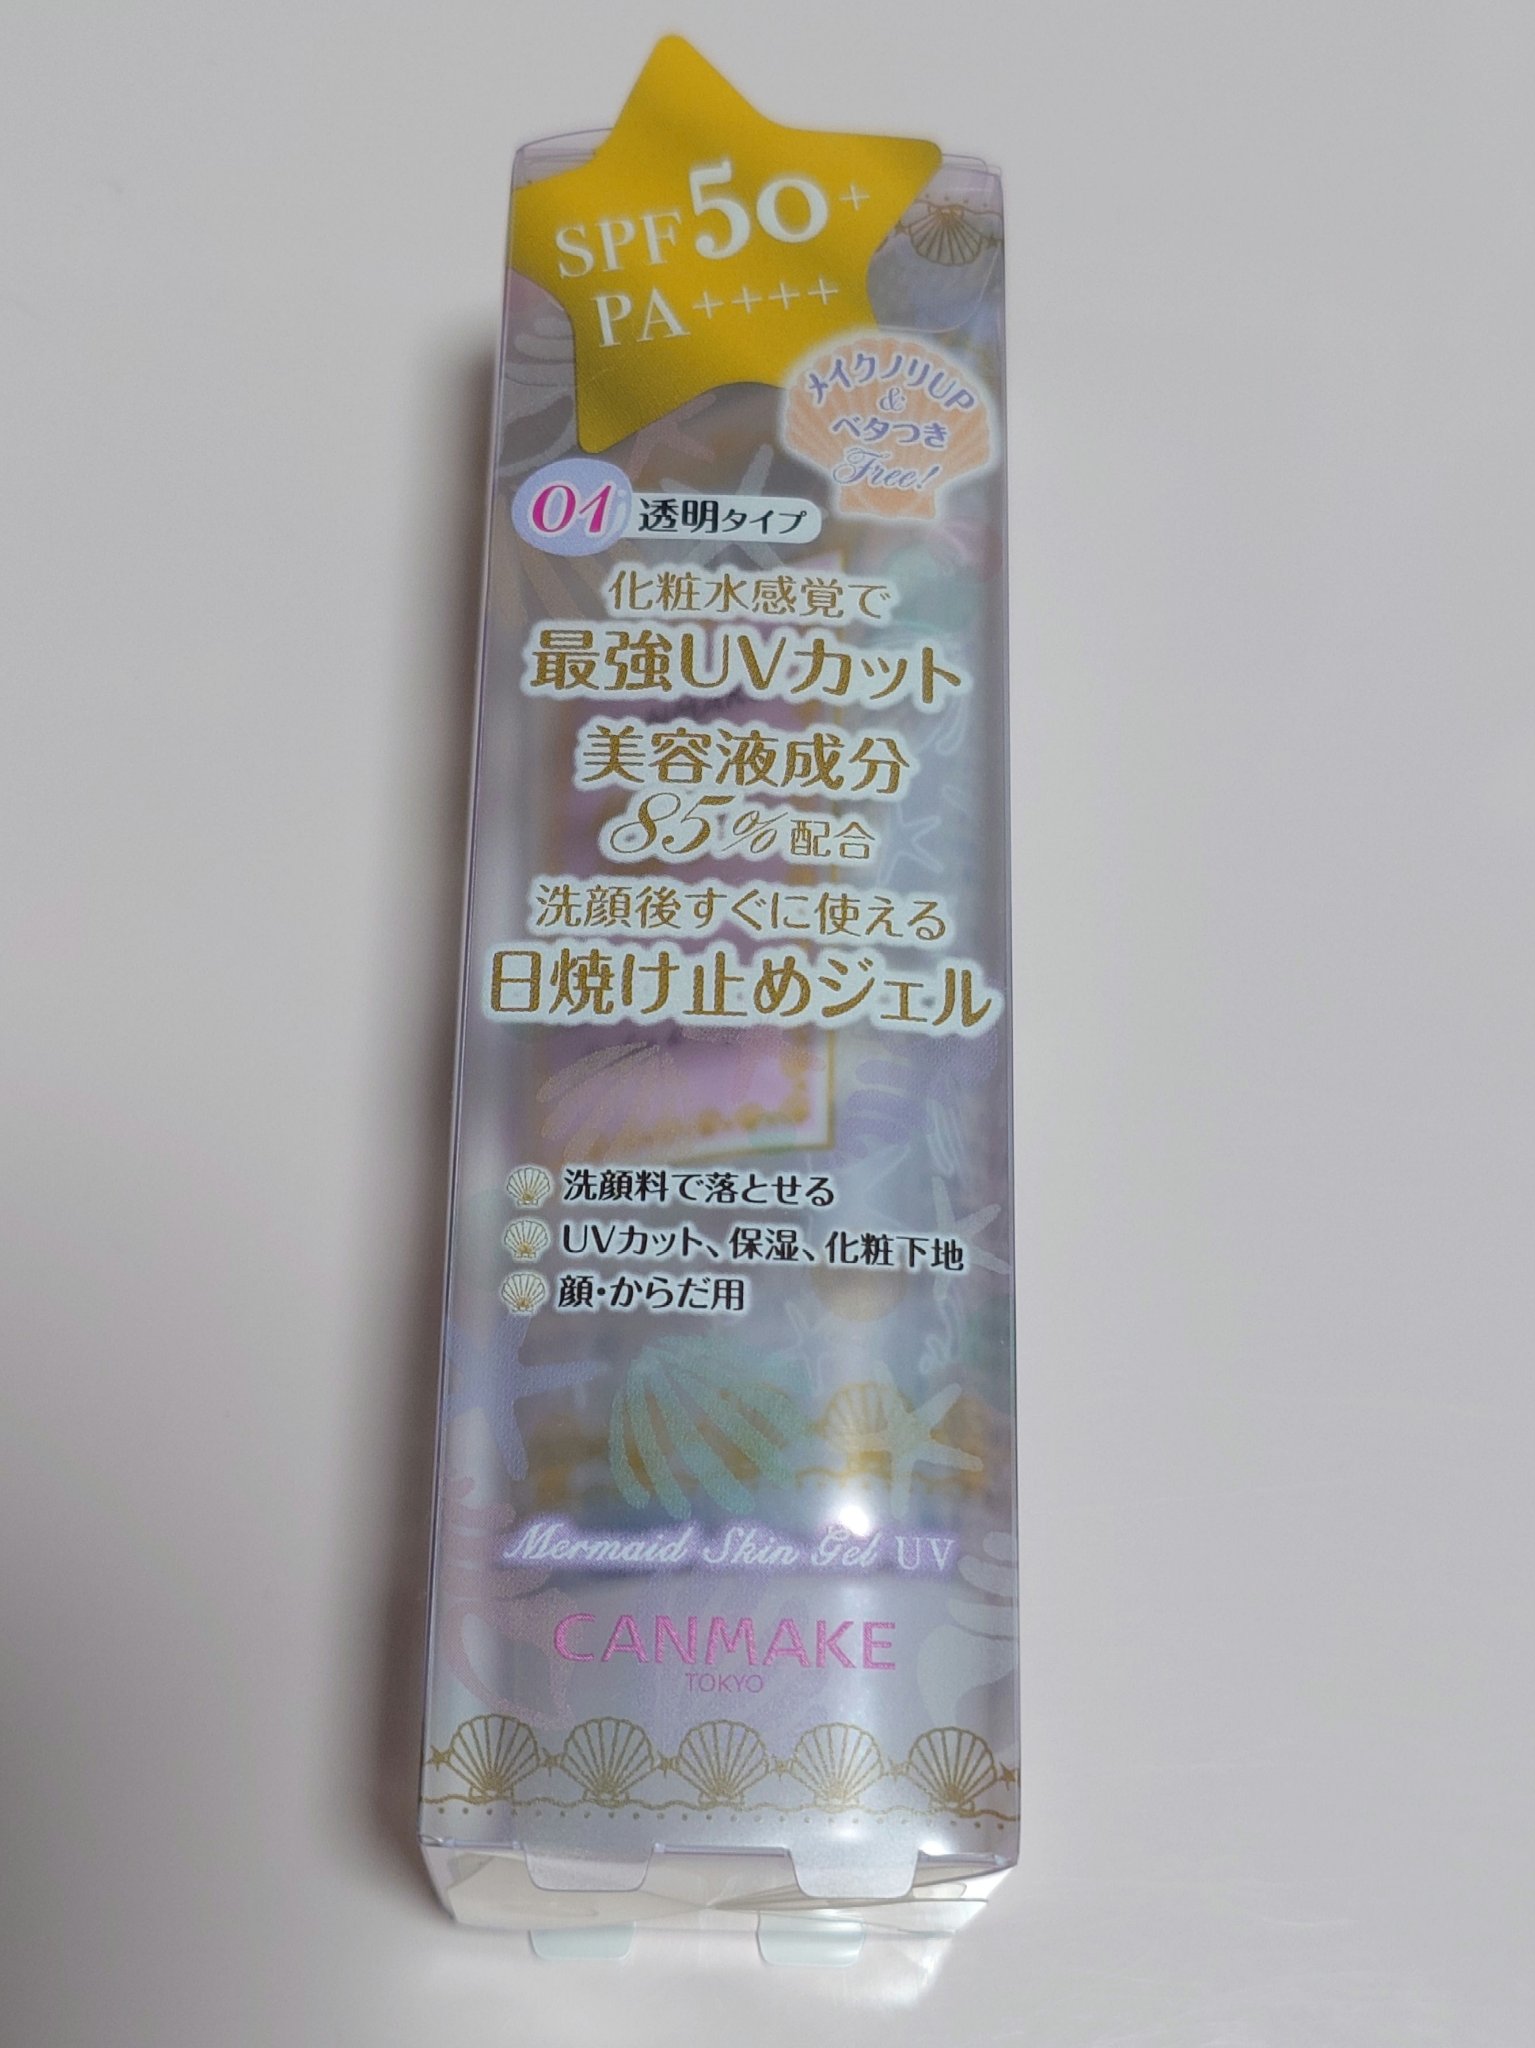 SPF50+
PA++++
メイクノリUP
&
ベタつき
Free!
01 透明タイプ
化粧水感覚で
最強UVカット
美容液成分
85%配合
洗顔後すぐに使える
日焼け止めジェル
洗顔料で落とせる
UVカット、保湿、化粧下地
顔・からだ用
Mermaid Skin Gel UV
CANMAKE
TOKYO